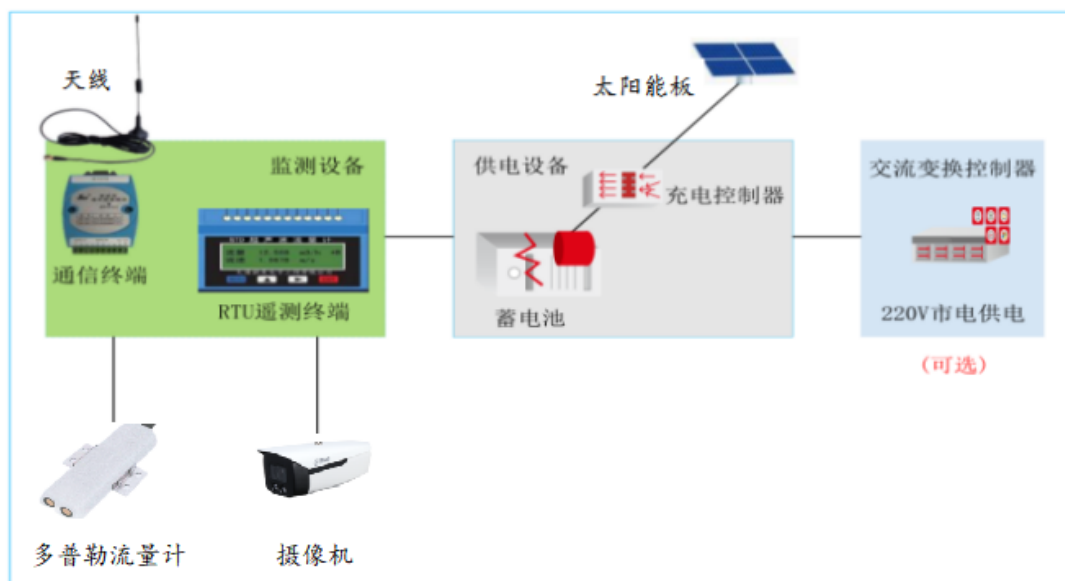 天线
太阳能板
监测设备
供电设备
交流变换控制器
充电控制器
通信终端
RTU遥测终端
蓄电池
220V市电供电
(可选)
多普勒流量计
摄像机